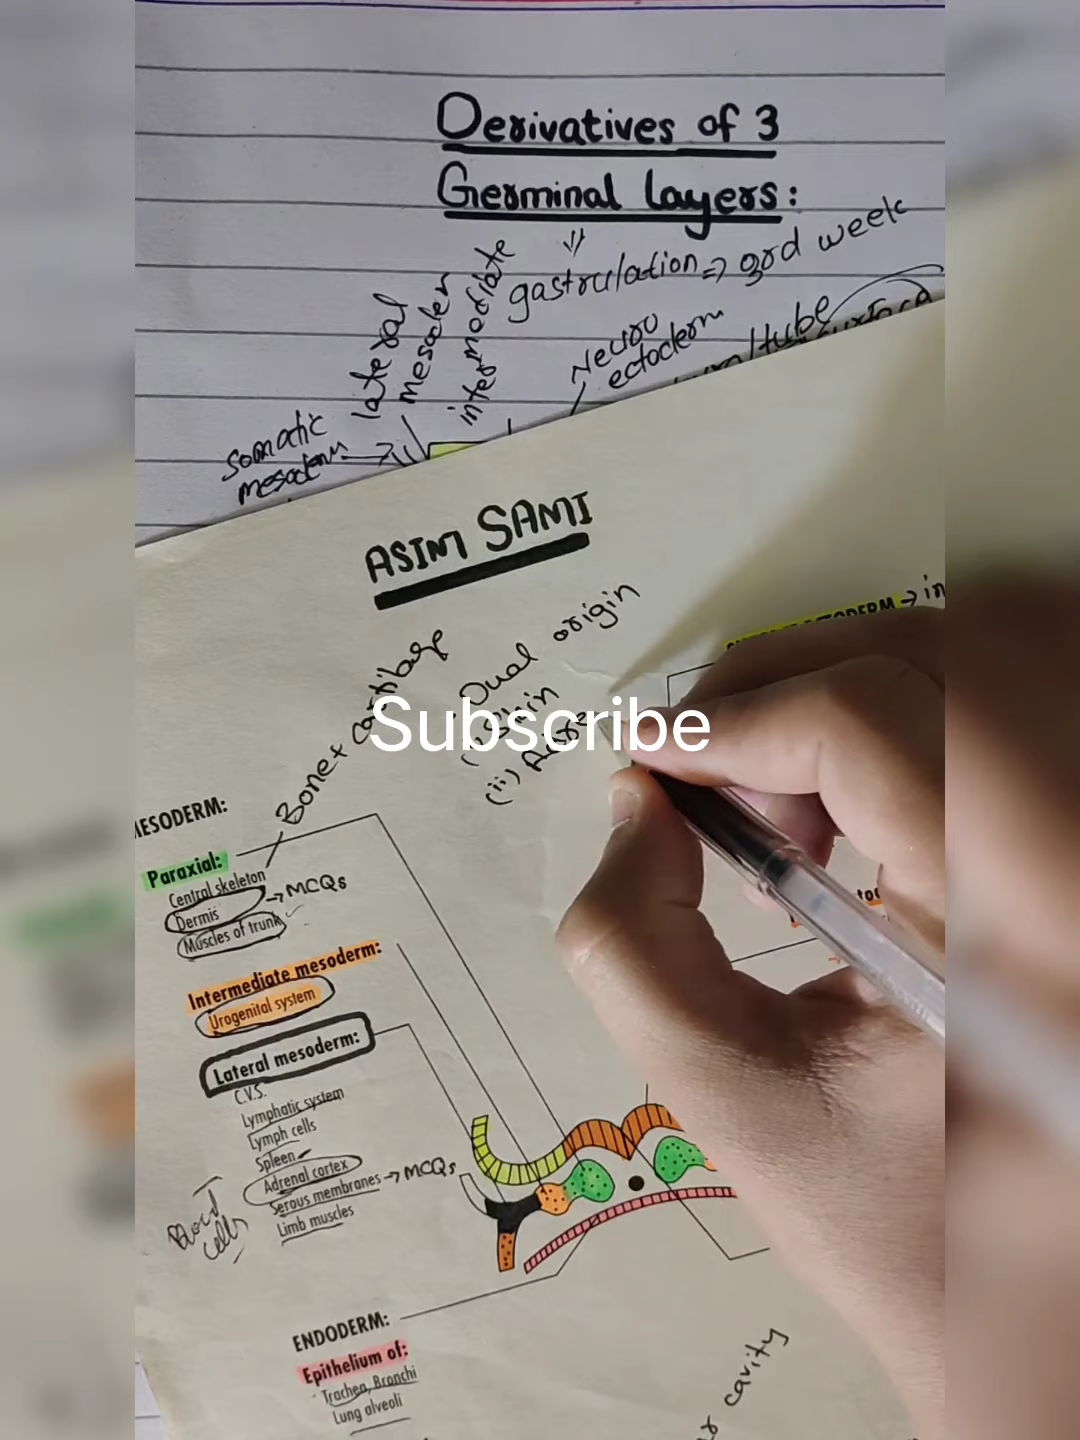 Derivatives of 3
Germinal layers:
gastrulation => 3rd week
lateral
mesoderm
intermediate
Neuro
ectoderm
somatic
mesoderm
ASIM SAMI
Dual origin
(i) Skin
(ii) Adre
Subscribe
Bone + Cartilage
MESODERM:
Paraxial:
Central skeleton
Dermis → MCQs
Muscles of trunk
Intermediate mesoderm:
Urogenital system
Lateral mesoderm:
C.V.S.
Lymphatic system
Lymph cells
Spleen
Adrenal cortex
Serous membranes → MCQs
Limb muscles
Blood
cells
ENDODERM:
Epithelium of:
Trachea, Bronchi
Lung alveoli
cavity